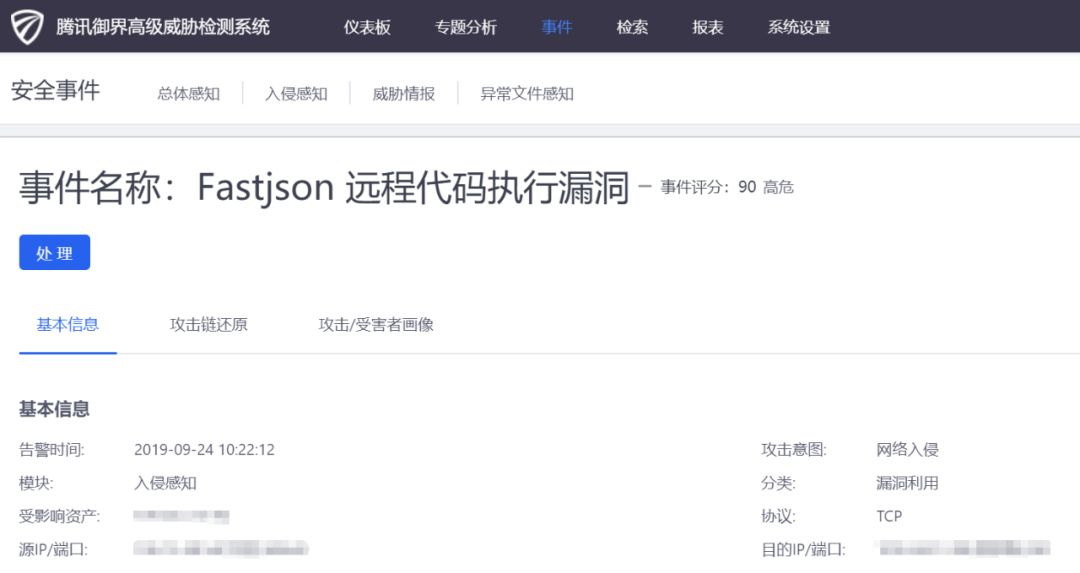 腾讯御界高级威胁检测系统 仪表板 专题分析 事件 检索 报表 系统设置
安全事件 总体感知 入侵感知 威胁情报 异常文件感知
事件名称：Fastjson 远程代码执行漏洞 – 事件评分：90 高危
处 理
基本信息 攻击链还原 攻击/受害者画像
基本信息
告警时间: 2019-09-24 10:22:12 攻击意图: 网络入侵
模块: 入侵感知 分类: 漏洞利用
受影响资产: 协议: TCP
源IP/端口: 目的IP/端口: